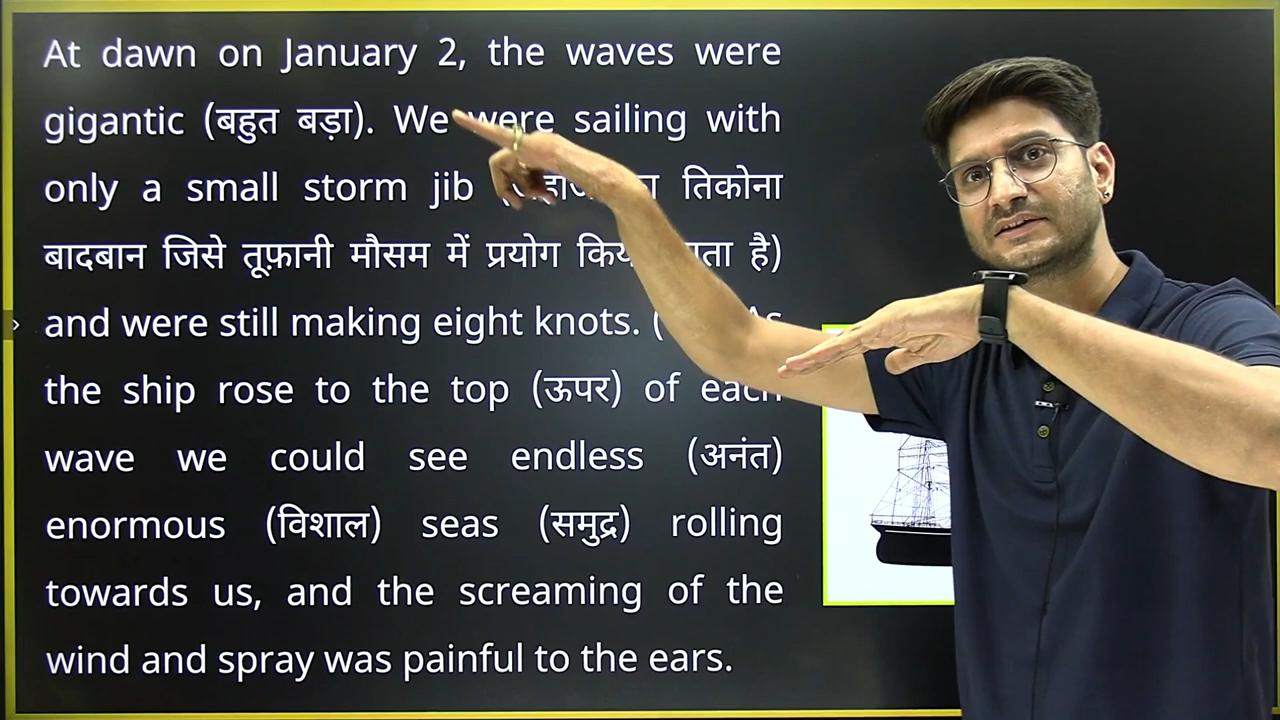 At dawn on January 2, the waves were
gigantic (बहुत बड़ा). We were sailing with
only a small storm jib तिकोना
बादबान जिसे तूफ़ानी मौसम में प्रयोग है)
and were still making eight knots. ( As
the ship rose to the top (ऊपर) of each
wave we could see endless (अनंत)
enormous (विशाल) seas (समुद्र) rolling
towards us, and the screaming of the
wind and spray was painful to the ears.